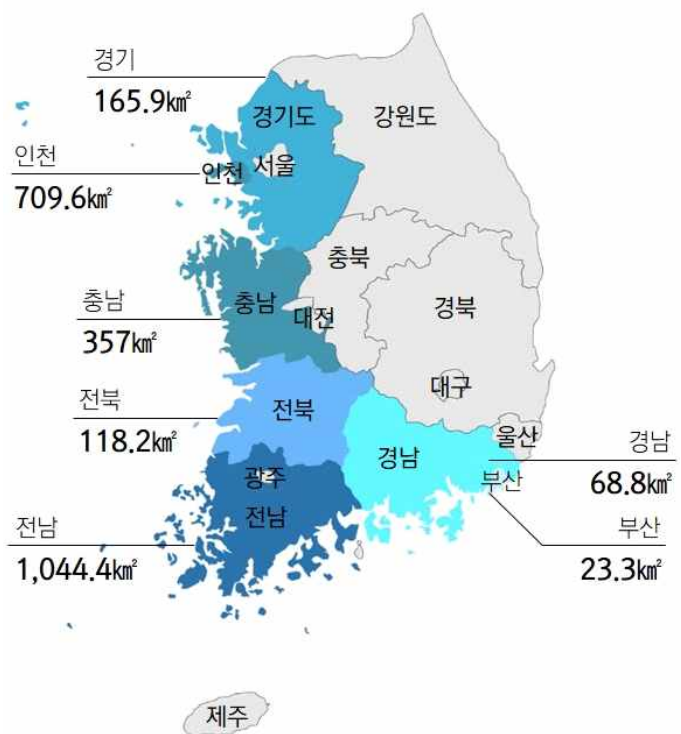 경기
165.9㎢
경기도
강원도
인천
709.6㎢
인천
서울
충북
충남
357㎢
충남
대전
경북
대구
전북
118.2㎢
전북
울산
경남
경남
68.8㎢
광주
부산
전남
전남
1,044.4㎢
부산
23.3㎢
제주